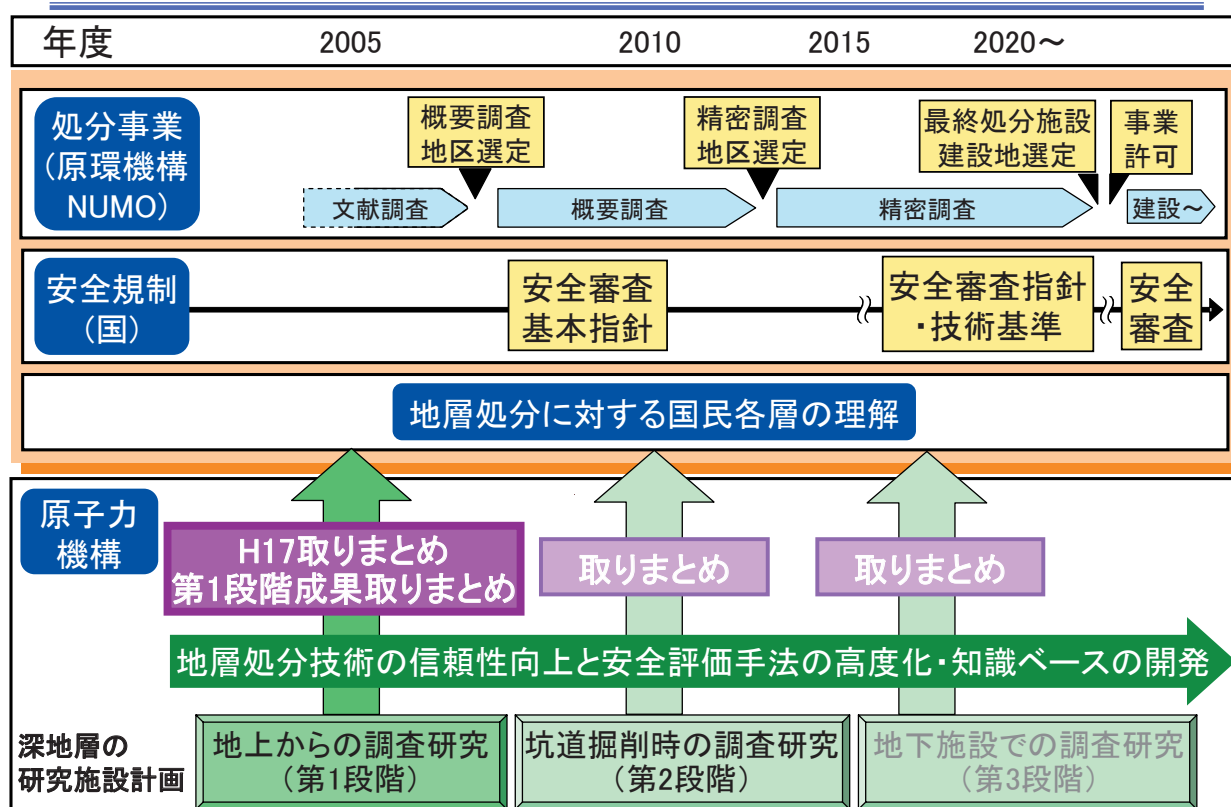 年度 2005 2010 2015 2020～
処分事業
(原環機構
NUMO)
概要調査
地区選定
精密調査
地区選定
最終処分施設
建設地選定
事業
許可
文献調査
概要調査
精密調査
建設～
安全規制
(国)
安全審査
基本指針
安全審査指針
・技術基準
安全
審査
地層処分に対する国民各層の理解
原子力
機構
H17取りまとめ
第1段階成果取りまとめ
取りまとめ
取りまとめ
地層処分技術の信頼性向上と安全評価手法の高度化・知識ベースの開発
深地層の
研究施設計画
地上からの調査研究
(第1段階)
坑道掘削時の調査研究
(第2段階)
地下施設での調査研究
(第3段階)